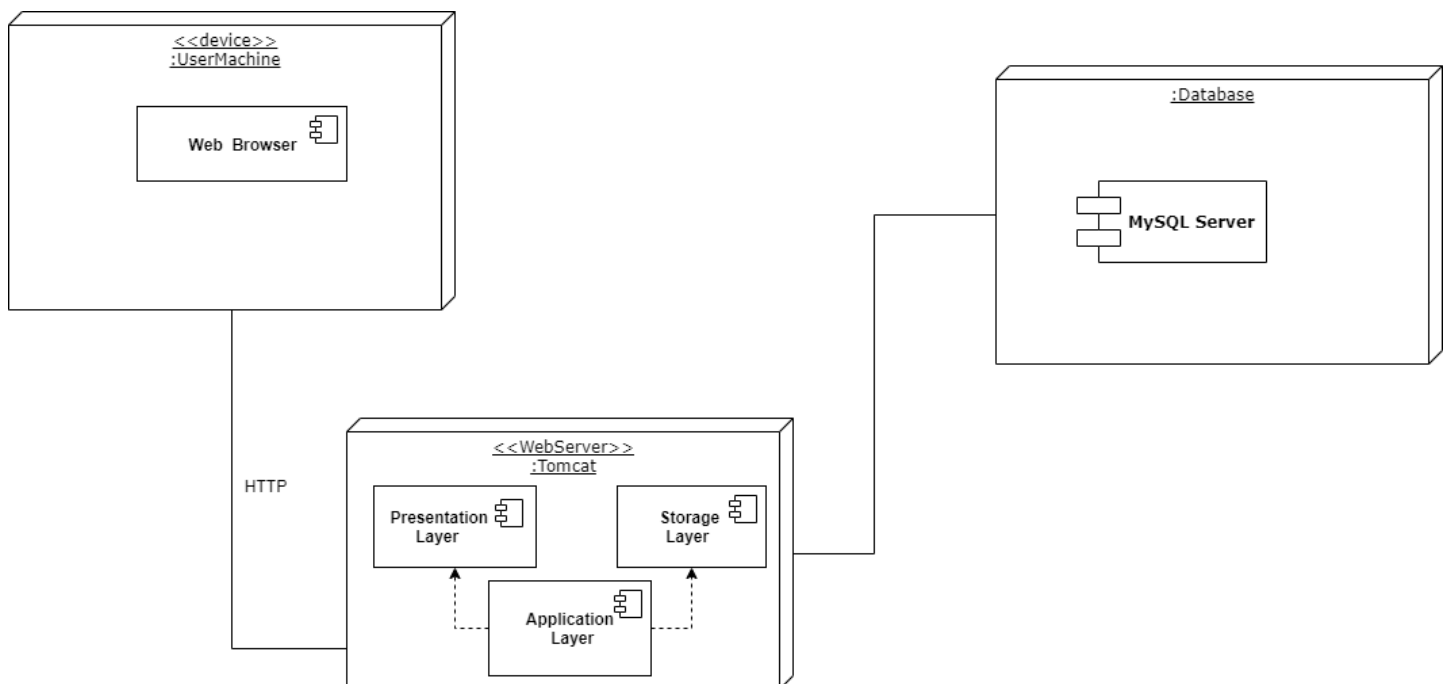 <<device>>
:UserMachine
Web Browser
:Database
MySQL Server
HTTP
<<WebServer>>
:Tomcat
Presentation
Layer
Storage
Layer
Application
Layer